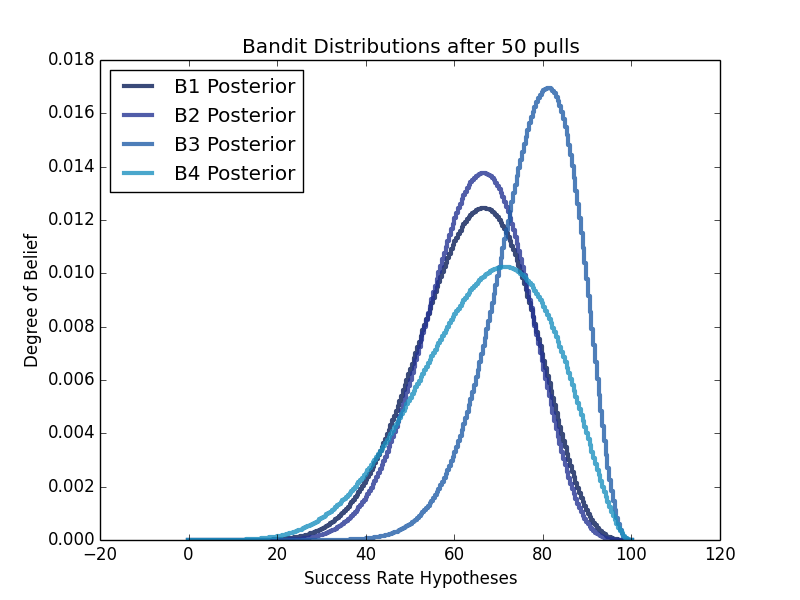 Bandit Distributions after 50 pulls
0.018
0.016
0.014
0.012
0.010
0.008
0.006
0.004
0.002
0.000
Degree of Belief
B1 Posterior
B2 Posterior
B3 Posterior
B4 Posterior
−20
0
20
40
60
80
100
120
Success Rate Hypotheses